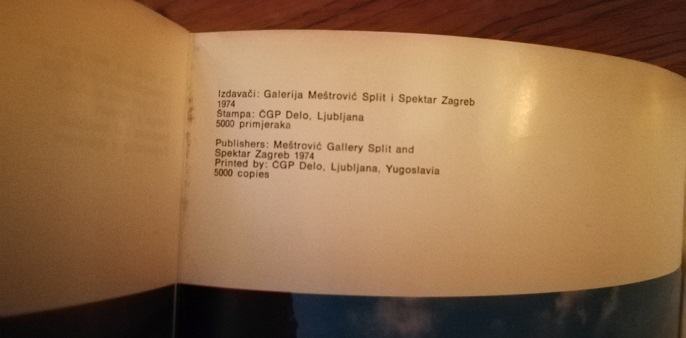 Izdavači: Galerija Meštrović Split i Spektar Zagreb
1974
Štampa: ČGP Delo, Ljubljana
5000 primjeraka
Publishers: Meštrović Gallery Split and
Spektar Zagreb 1974
Printed by: ČGP Delo, Ljubljana, Yugoslavia
5000 copies